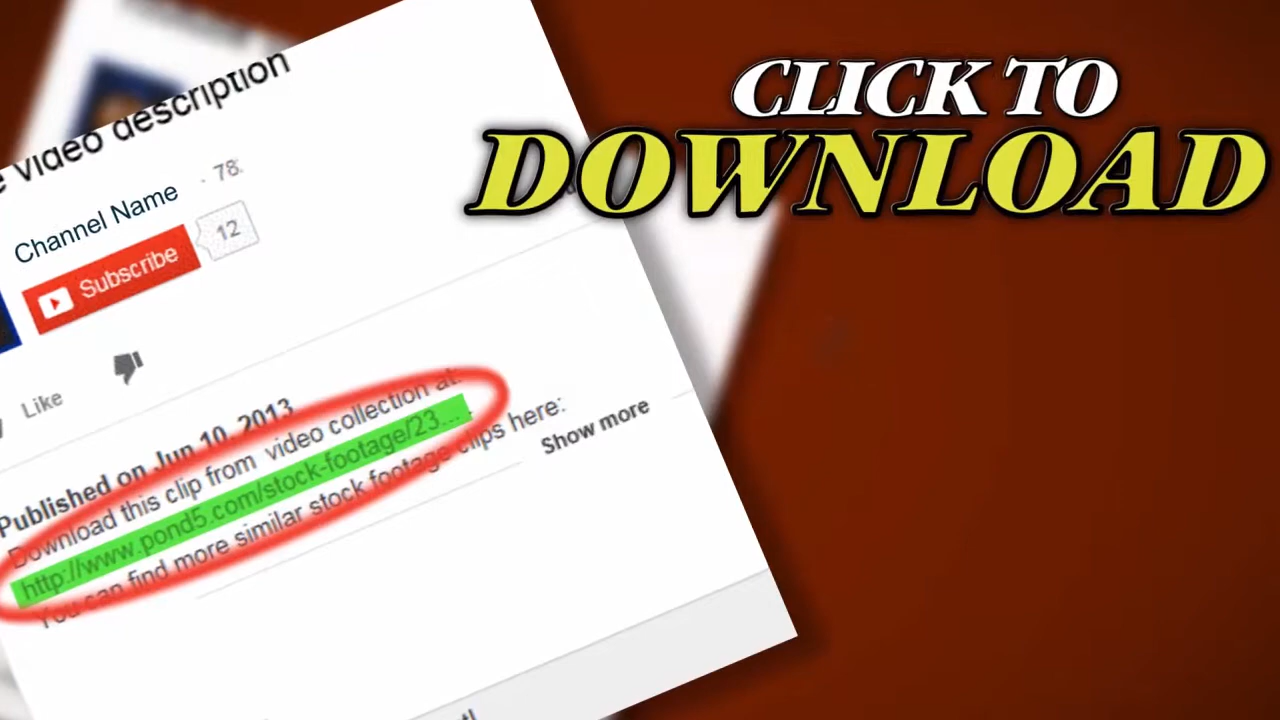 CLICK TO
DOWNLOAD
video description
Channel Name
78
Subscribe
12
Like
Published on Jun 10, 2013
Download this clip from video collection at:
http://www.pond5.com/stock-footage/23...
You can find more similar stock footage clips here:
Show more